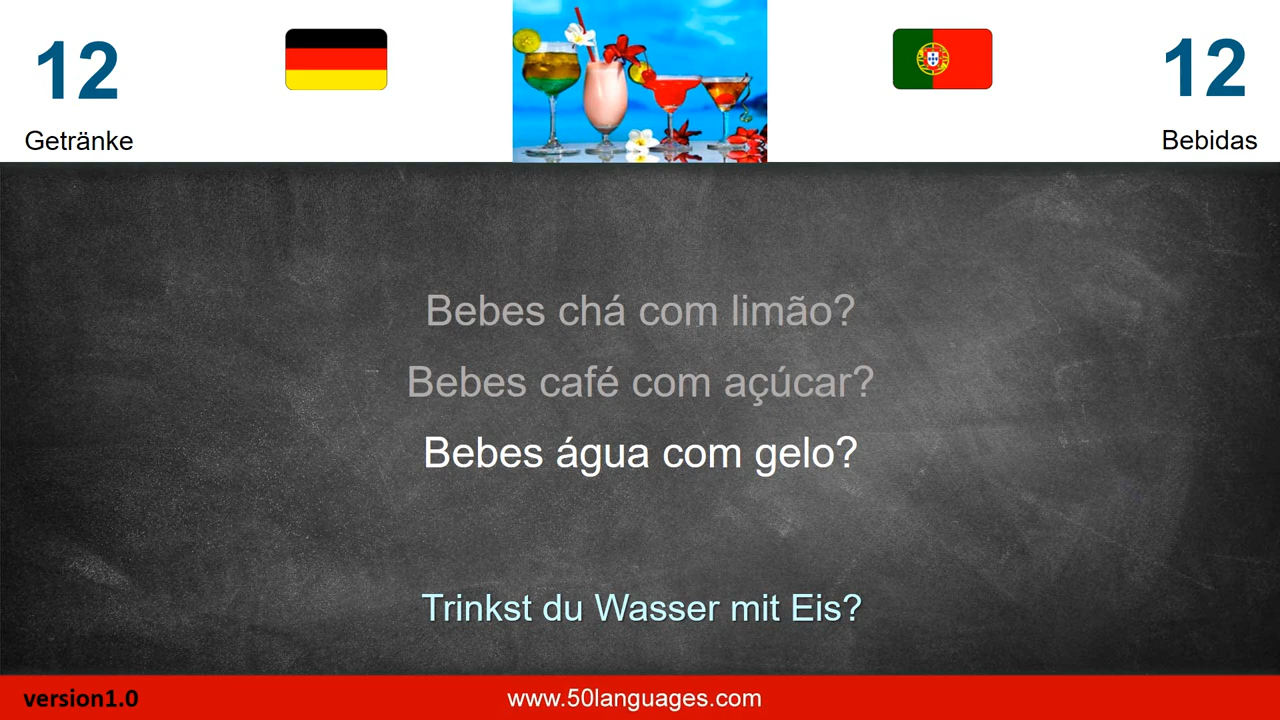 12
12
Getränke
Bebidas
Bebes chá com limão?
Bebes café com açúcar?
Bebes água com gelo?
Trinkst du Wasser mit Eis?
version1.0
www.50languages.com